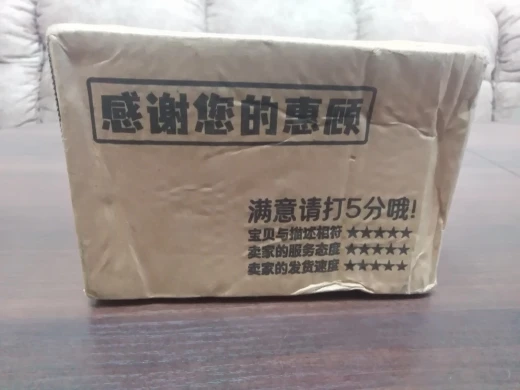 感谢您的惠顾
满意请打5分哦!
宝贝与描述相符 ★★★★★
卖家的服务态度 ★★★★★
卖家的发货速度 ★★★★★